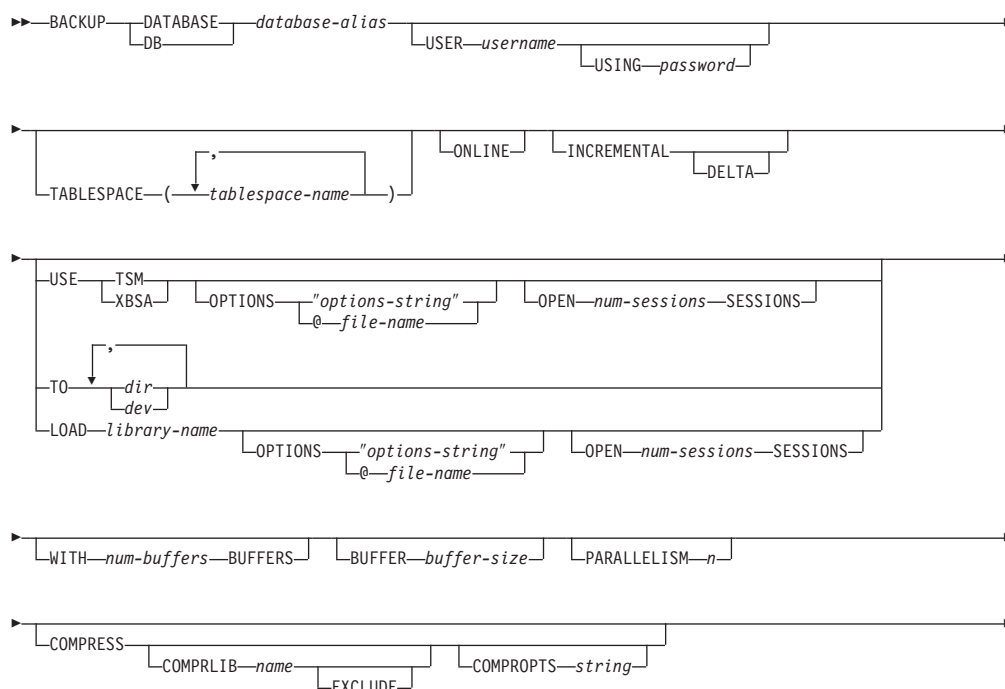 BACKUP DATABASE database-alias
DB USER username
USING password
,
ONLINE INCREMENTAL
TABLESPACE ( tablespace-name ) DELTA
USE TSM
XBSA OPTIONS "options-string" OPEN num-sessions SESSIONS
@ file-name
,
TO dir
dev
LOAD library-name
OPTIONS "options-string" OPEN num-sessions SESSIONS
@ file-name
WITH num-buffers BUFFERS BUFFER buffer-size PARALLELISM n
COMPRESS
COMPRLIB name COMPROPTS string
EXCLUDE